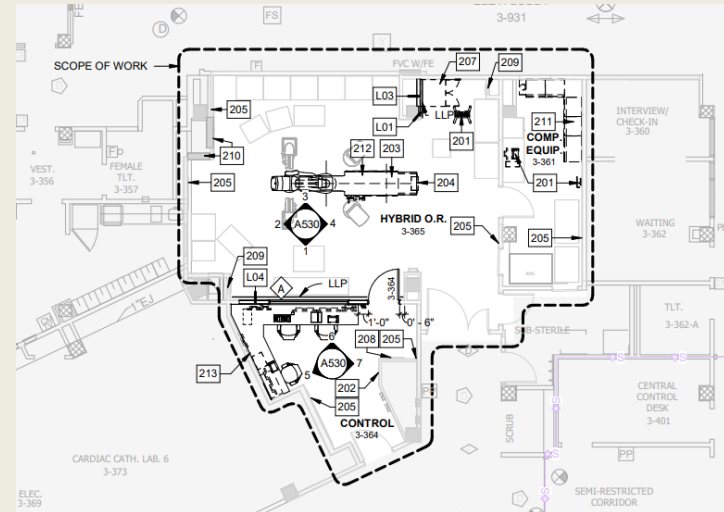 3-931
FS
D
SCOPE OF WORK
F
FVC W/FE
207
209
L03
205
LLP
L01
201
211
COMP.
EQUIP.
3-361
INTERVIEW/
CHECK-IN
3-360
F
FEMALE
TLT.
3-357
VEST.
3-356
210
212
203
201
205
204
3
2
A530
4
1
HYBRID O.R.
3-365
205
205
WAITING
3-362
209
L04
A
LLP
3-364
1"EJ
1'-0"
0' - 6"
SUB-STERILE
TLT.
3-362-A
6
208
205
A530
7
5
213
202
205
CONTROL
3-364
S
S
S
CENTRAL
CONTROL
DESK
3-401
SCRUB
CARDIAC CATH. LAB. 6
3-373
PP
S
S
ELEC.
3-369
SEMI-RESTRICTED
CORRIDOR